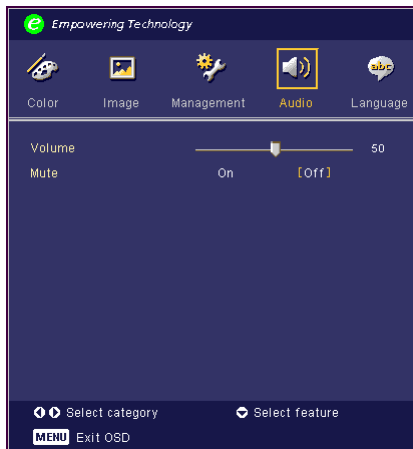 e Empowering Technology
Color Image Management Audio Language
abc
Volume 50
Mute On [Off]
Select category Select feature
MENU Exit OSD